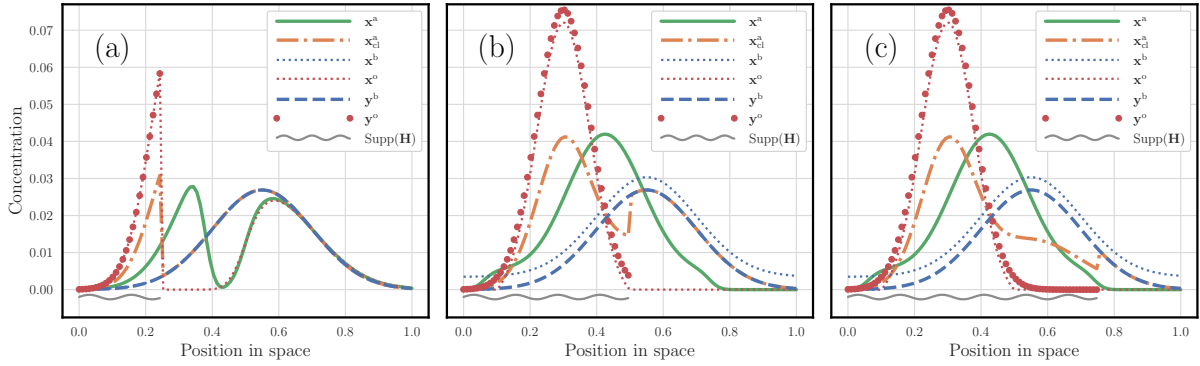 (a)
x^a
x^a_cl
x^b
x^o
y^b
y^o
Supp(H)
Concentration
0.07
0.06
0.05
0.04
0.03
0.02
0.01
0.00
0.0 0.2 0.4 0.6 0.8 1.0
Position in space
(b)
x^a
x^a_cl
x^b
x^o
y^b
y^o
Supp(H)
0.0 0.2 0.4 0.6 0.8 1.0
Position in space
(c)
x^a
x^a_cl
x^b
x^o
y^b
y^o
Supp(H)
0.0 0.2 0.4 0.6 0.8 1.0
Position in space